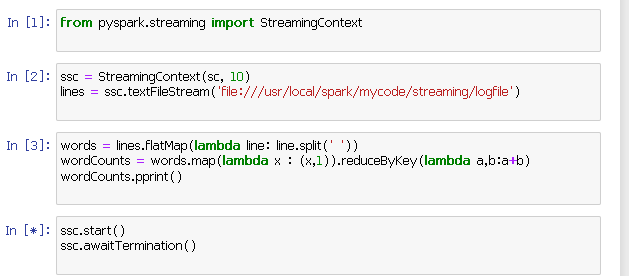 In [1]: from pyspark.streaming import StreamingContext
In [2]: ssc = StreamingContext(sc, 10)
lines = ssc.textFileStream('file:///usr/local/spark/mycode/streaming/logfile')
In [3]: words = lines.flatMap(lambda line: line.split(' '))
wordCounts = words.map(lambda x : (x,1)).reduceByKey(lambda a,b:a+b)
wordCounts.pprint()
In [*]: ssc.start()
ssc.awaitTermination()